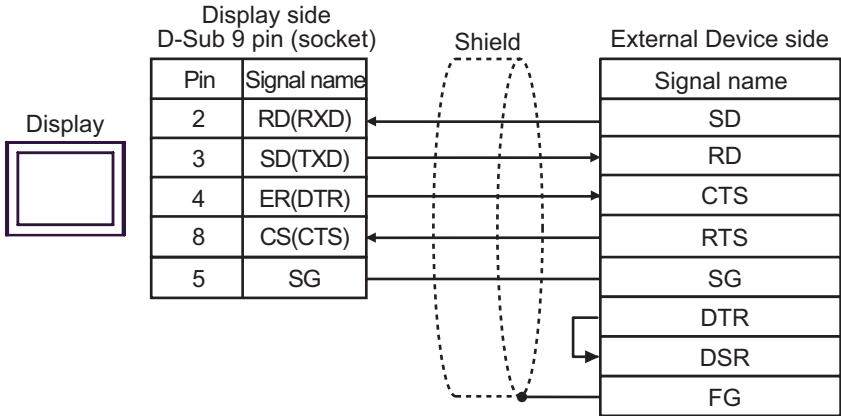 Display side
D-Sub 9 pin (socket)
Shield
External Device side
Display
Pin Signal name
Signal name
2 RD(RXD)
SD
3 SD(TXD)
RD
4 ER(DTR)
CTS
8 CS(CTS)
RTS
5 SG
SG
DTR
DSR
FG